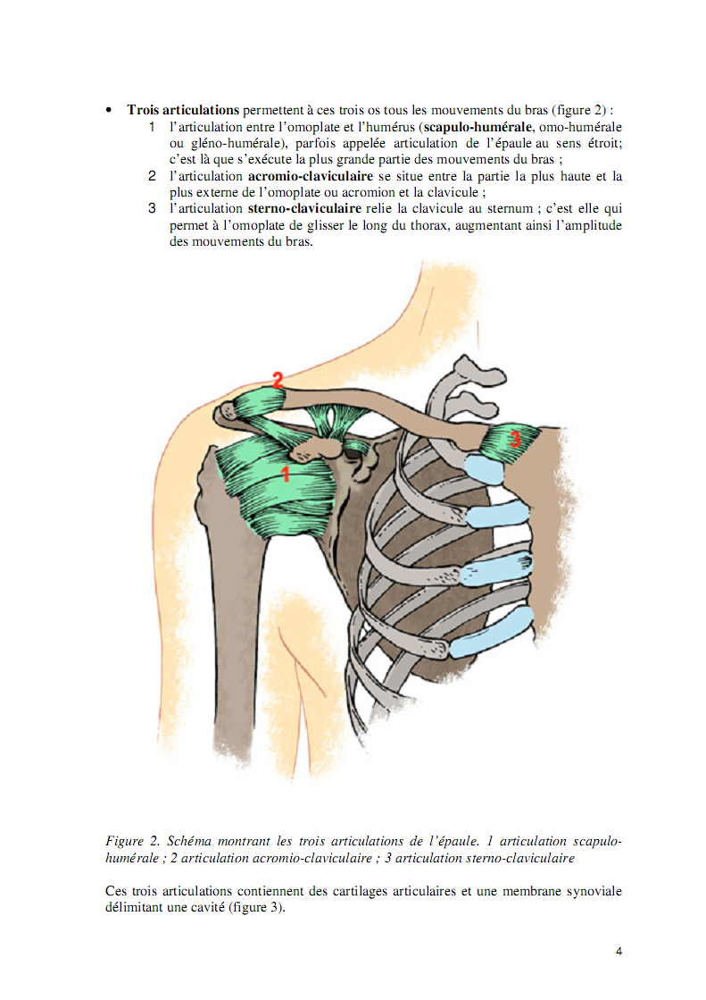 • Trois articulations permettent à ces trois os tous les mouvements du bras (figure 2) :
1 l’articulation entre l’omoplate et l’humérus (scapulo-humérale, omo-humérale
ou gléno-humérale), parfois appelée articulation de l’épaule au sens étroit;
c’est là que s’exécute la plus grande partie des mouvements du bras ;
2 l’articulation acromio-claviculaire se situe entre la partie la plus haute et la
plus externe de l’omoplate ou acromion et la clavicule ;
3 l’articulation sterno-claviculaire relie la clavicule au sternum ; c’est elle qui
permet à l’omoplate de glisser le long du thorax, augmentant ainsi l’amplitude
des mouvements du bras.
2
3
1
Figure 2. Schéma montrant les trois articulations de l’épaule. 1 articulation scapulo-
humérale ; 2 articulation acromio-claviculaire ; 3 articulation sterno-claviculaire
Ces trois articulations contiennent des cartilages articulaires et une membrane synoviale
délimitant une cavité (figure 3).
4